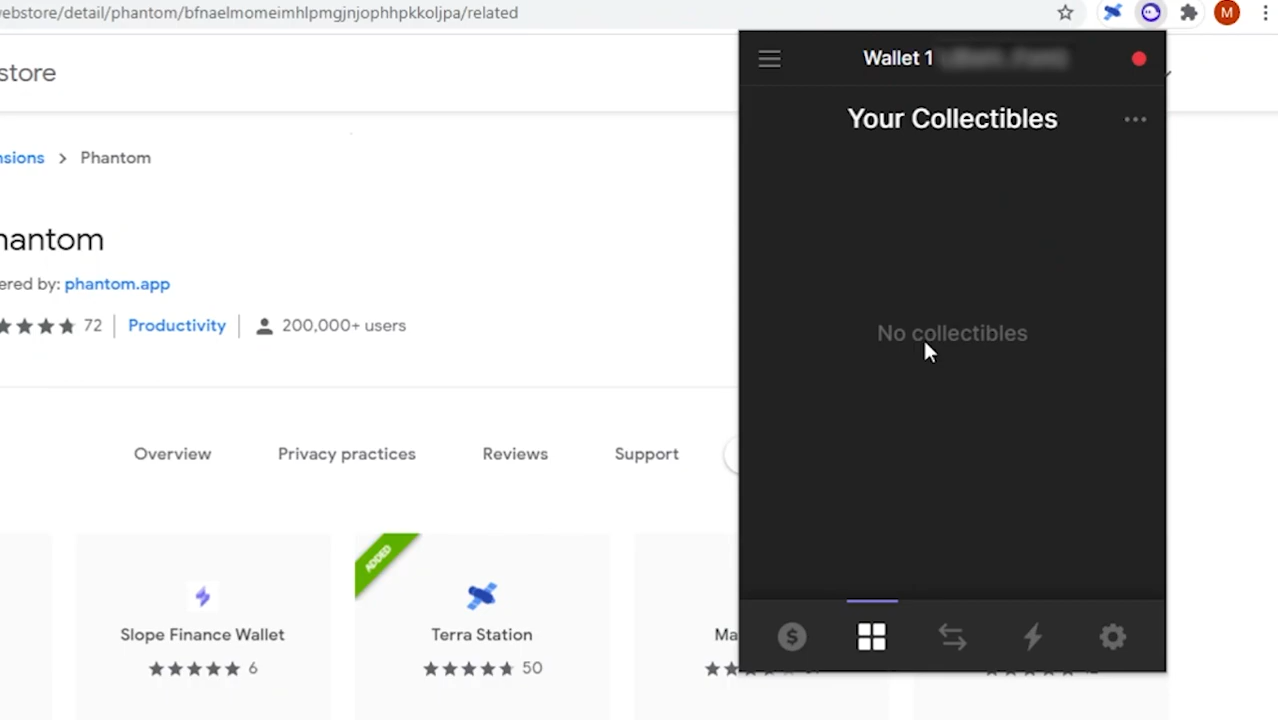 ebstore/detail/phantom/bfnaelmomeimhlpmgjnjophhpkkoljpa/related
M
store
Wallet 1
Your Collectibles
nsions > Phantom
hantom
ered by: phantom.app
72 Productivity 200,000+ users
No collectibles
Overview Privacy practices Reviews Support
ADDED
Slope Finance Wallet
6
Terra Station
50
Ma